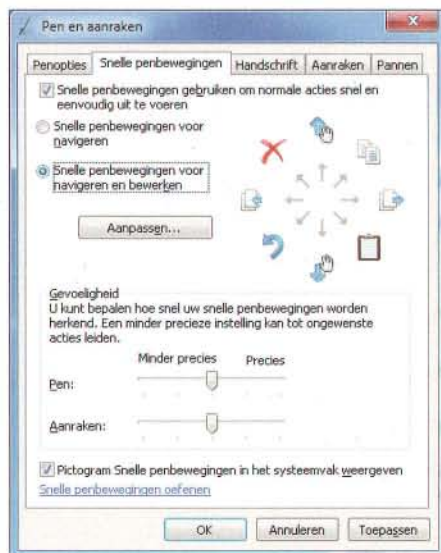 Pen en aanraken
Penopties Snelle penbewegingen Handschrift Aanraken Pannen
Snelle penbewegingen gebruiken om normale acties snel en
eenvoudig uit te voeren
Snelle penbewegingen voor
navigeren
Snelle penbewegingen voor
navigeren en bewerken
Aanpassen...
Gevoeligheid
U kunt bepalen hoe snel uw snelle penbewegingen worden
herkend. Een minder precieze instelling kan tot ongewenste
acties leiden.
Minder precies Precies
Pen:
Aanraken:
Pictogram Snelle penbewegingen in het systeemvak weergeven
Snelle penbewegingen oefenen
OK Annuleren Toepassen